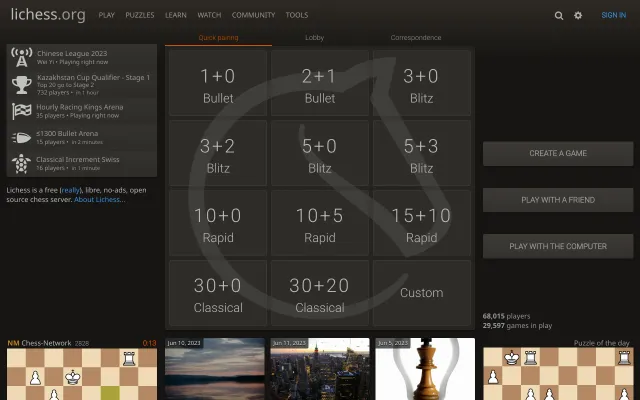 lichess.org
PLAY
PUZZLES
LEARN
WATCH
COMMUNITY
TOOLS
SIGN IN
Chinese League 2023
Wei Yi • Playing right now
Kazakhstan Cup Qualifier - Stage 1
Top 20 go to Stage 2
732 players • in 1 hour
Hourly Racing Kings Arena
35 players • Playing right now
≤1300 Bullet Arena
15 players • in 2 minutes
Classical Increment Swiss
16 players • in 1 minute
Lichess is a free (really), libre, no-ads, open
source chess server. About Lichess...
Quick pairing
Lobby
Correspondence
1+0
Bullet
2+1
Bullet
3+0
Blitz
3+2
Blitz
5+0
Blitz
5+3
Blitz
10+0
Rapid
10+5
Rapid
15+10
Rapid
30+0
Classical
30+20
Classical
Custom
CREATE A GAME
PLAY WITH A FRIEND
PLAY WITH THE COMPUTER
68,015 players
29,597 games in play
NM Chess-Network 2828
0:13
Jun 10, 2023
Jun 11, 2023
Jun 5, 2023
Puzzle of the day